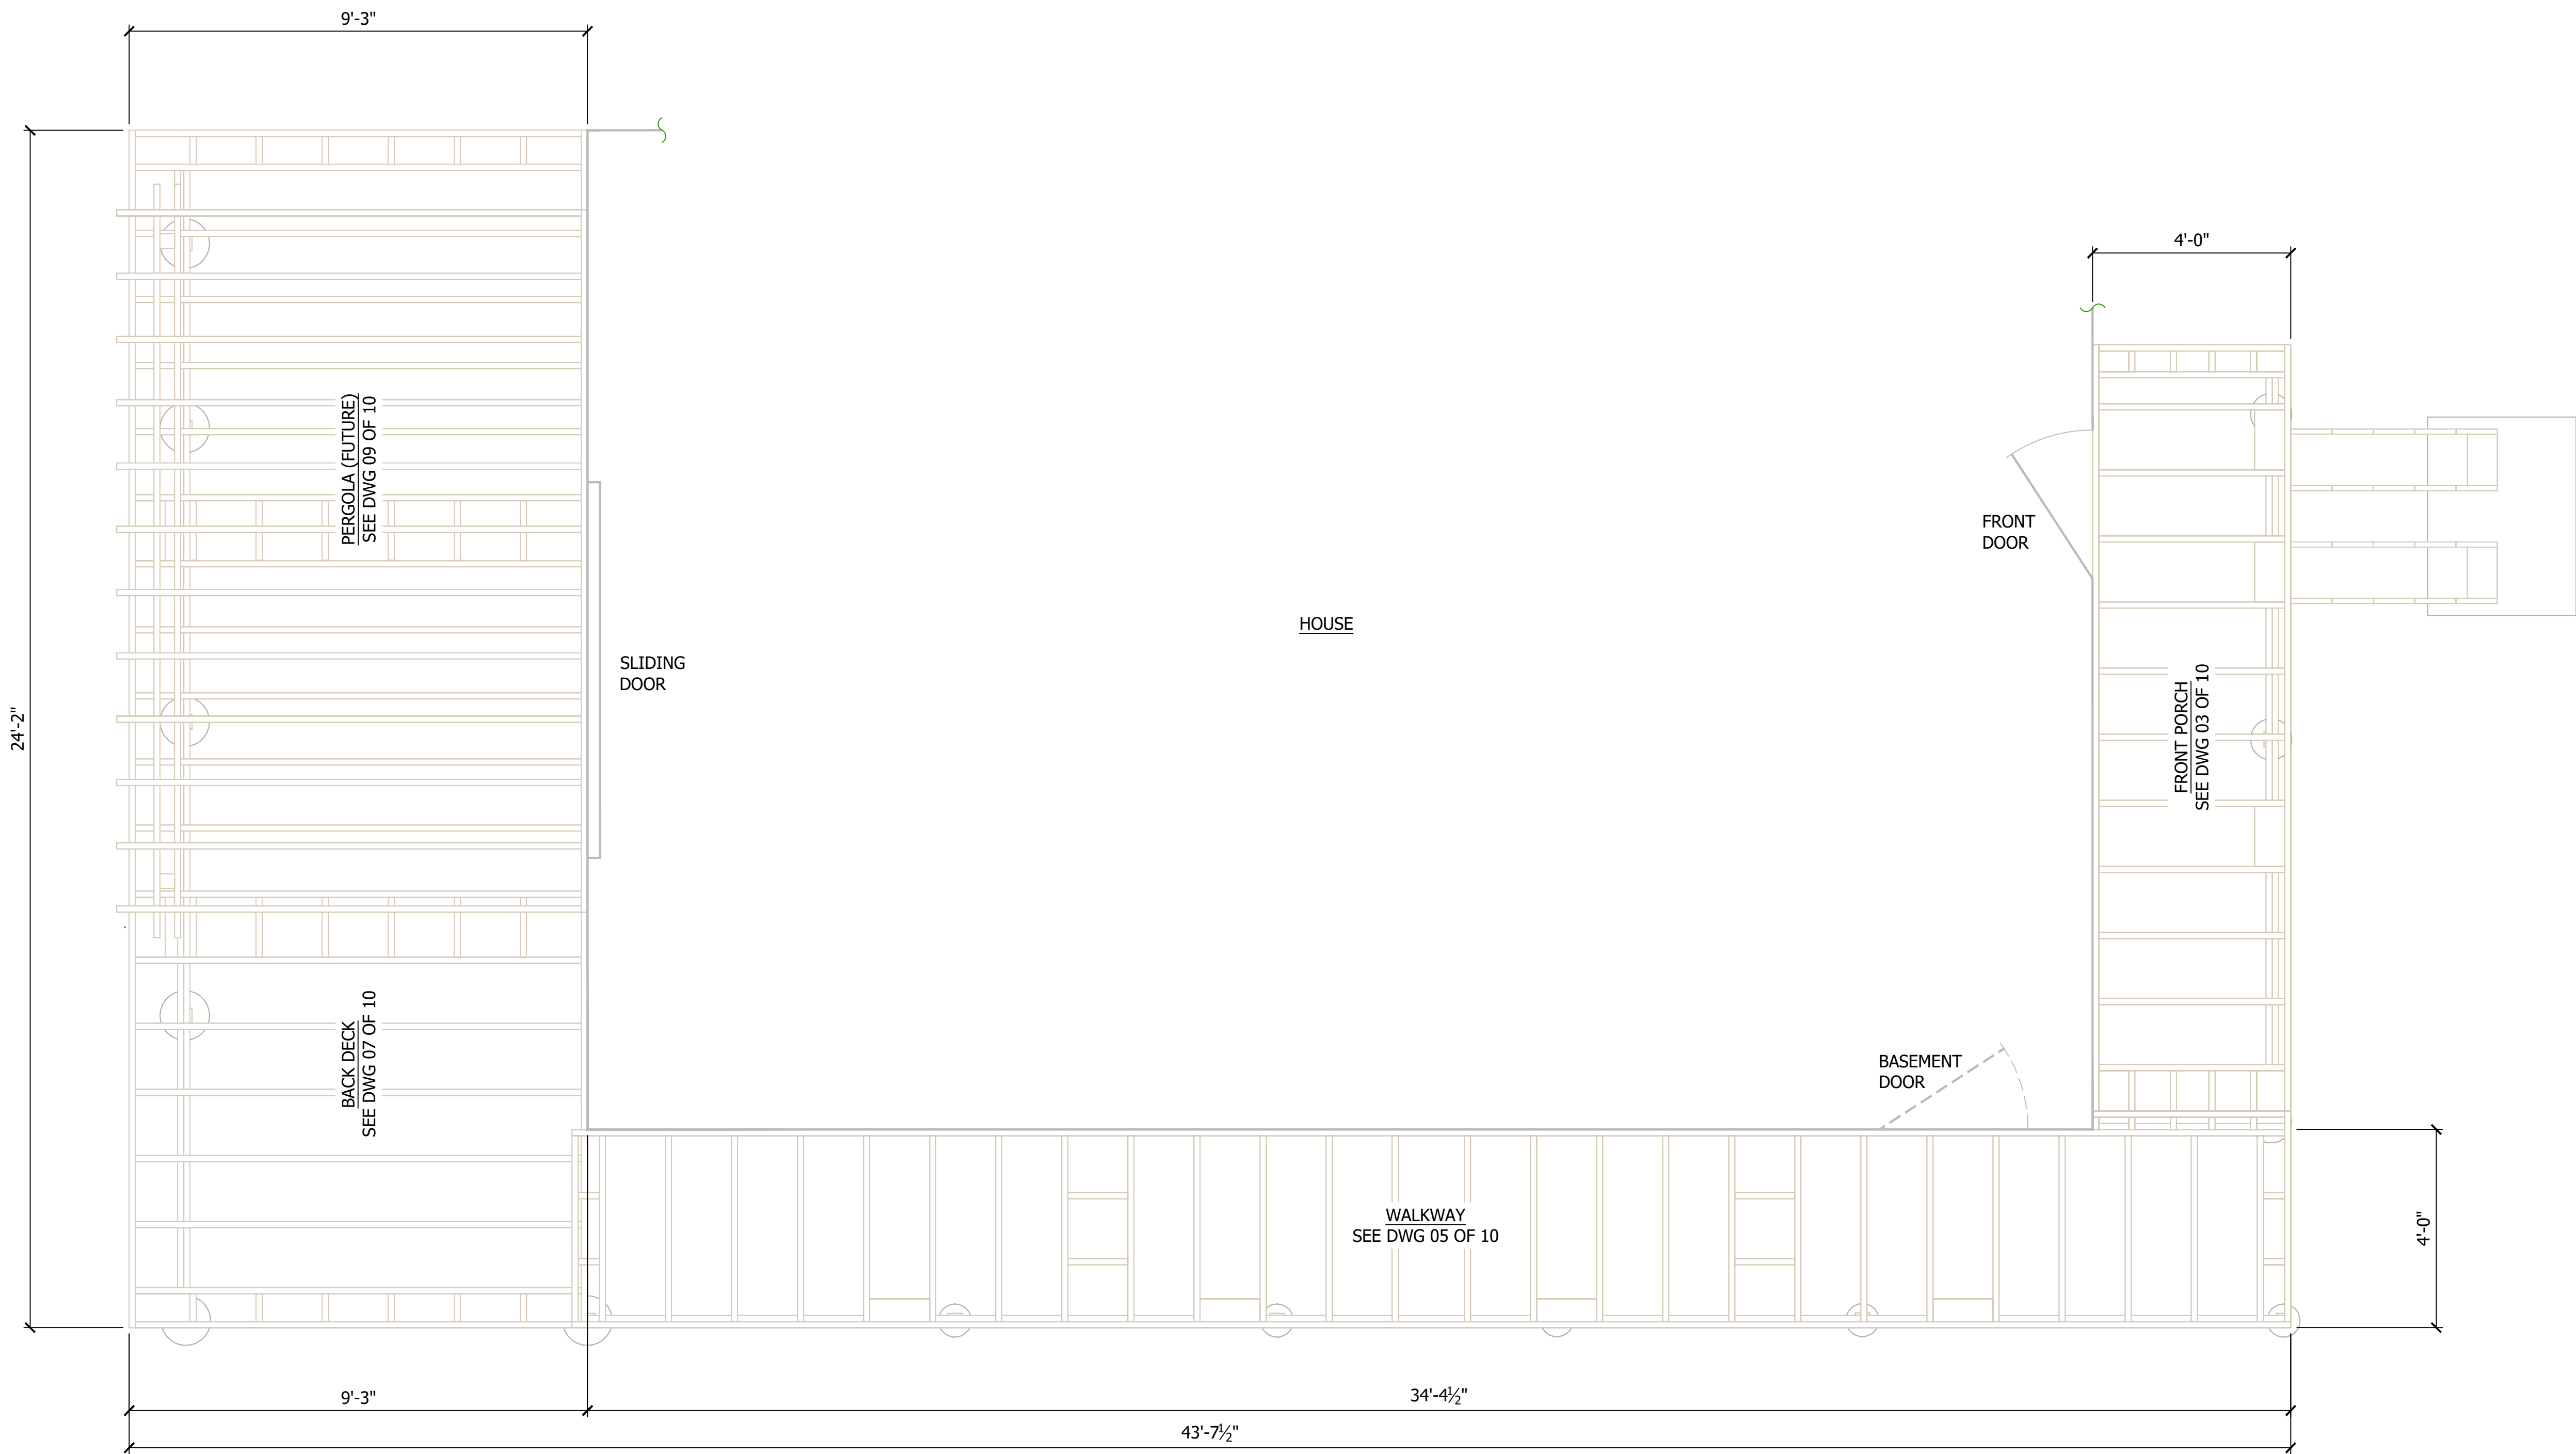 9'-3"
4'-0"
PERGOLA (FUTURE)
SEE DWG 09 OF 10
FRONT
DOOR
HOUSE
SLIDING
DOOR
24'-2"
FRONT PORCH
SEE DWG 03 OF 10
BACK DECK
SEE DWG 07 OF 10
BASEMENT
DOOR
WALKWAY
SEE DWG 05 OF 10
4'-0"
9'-3"
34'-4½"
43'-7½"